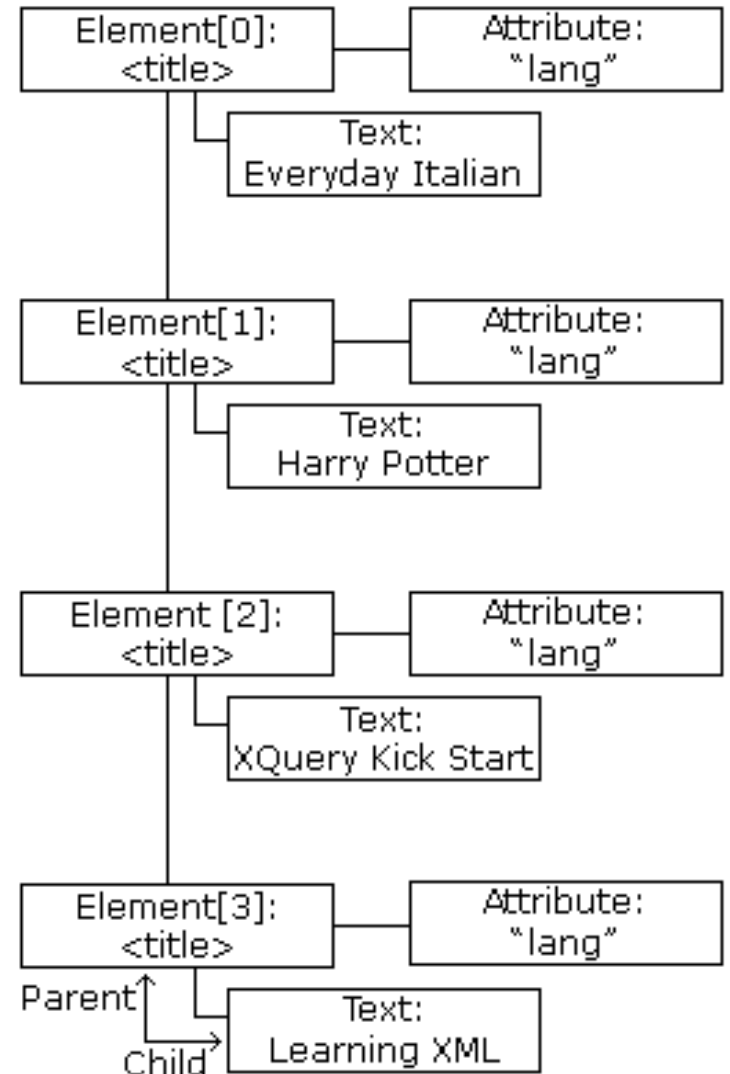 Element[0]:
<title>
Attribute:
“lang”
Text:
Everyday Italian
Element[1]:
<title>
Attribute:
“lang”
Text:
Harry Potter
Element [2]:
<title>
Attribute:
“lang”
Text:
XQuery Kick Start
Element[3]:
<title>
Attribute:
“lang”
Parent
Text:
Learning XML
Child